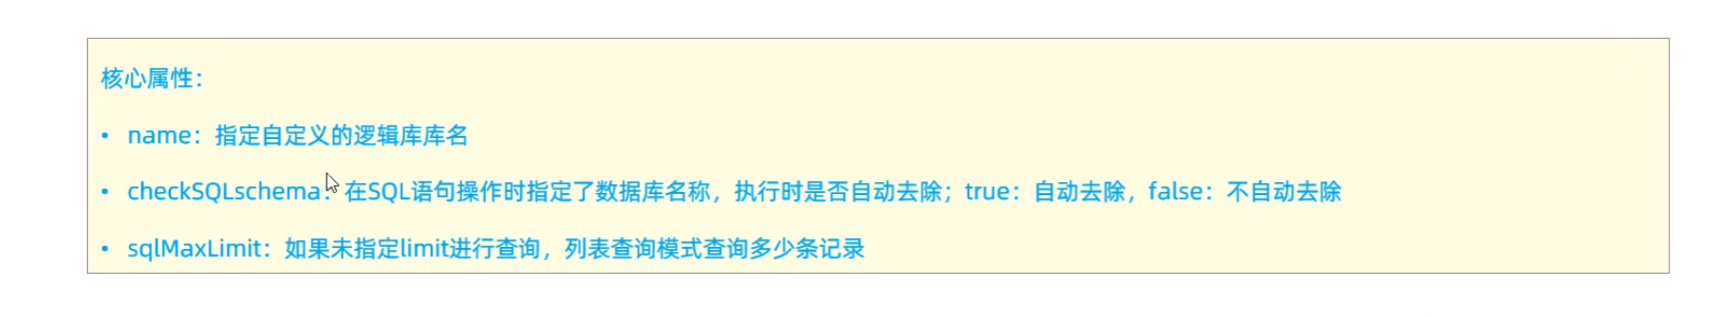 核心属性：
• name：指定自定义的逻辑库库名
• checkSQLschema：在SQL语句操作时指定了数据库名称，执行时是否自动去除；true：自动去除，false：不自动去除
• sqlMaxLimit：如果未指定limit进行查询，列表查询模式查询多少条记录